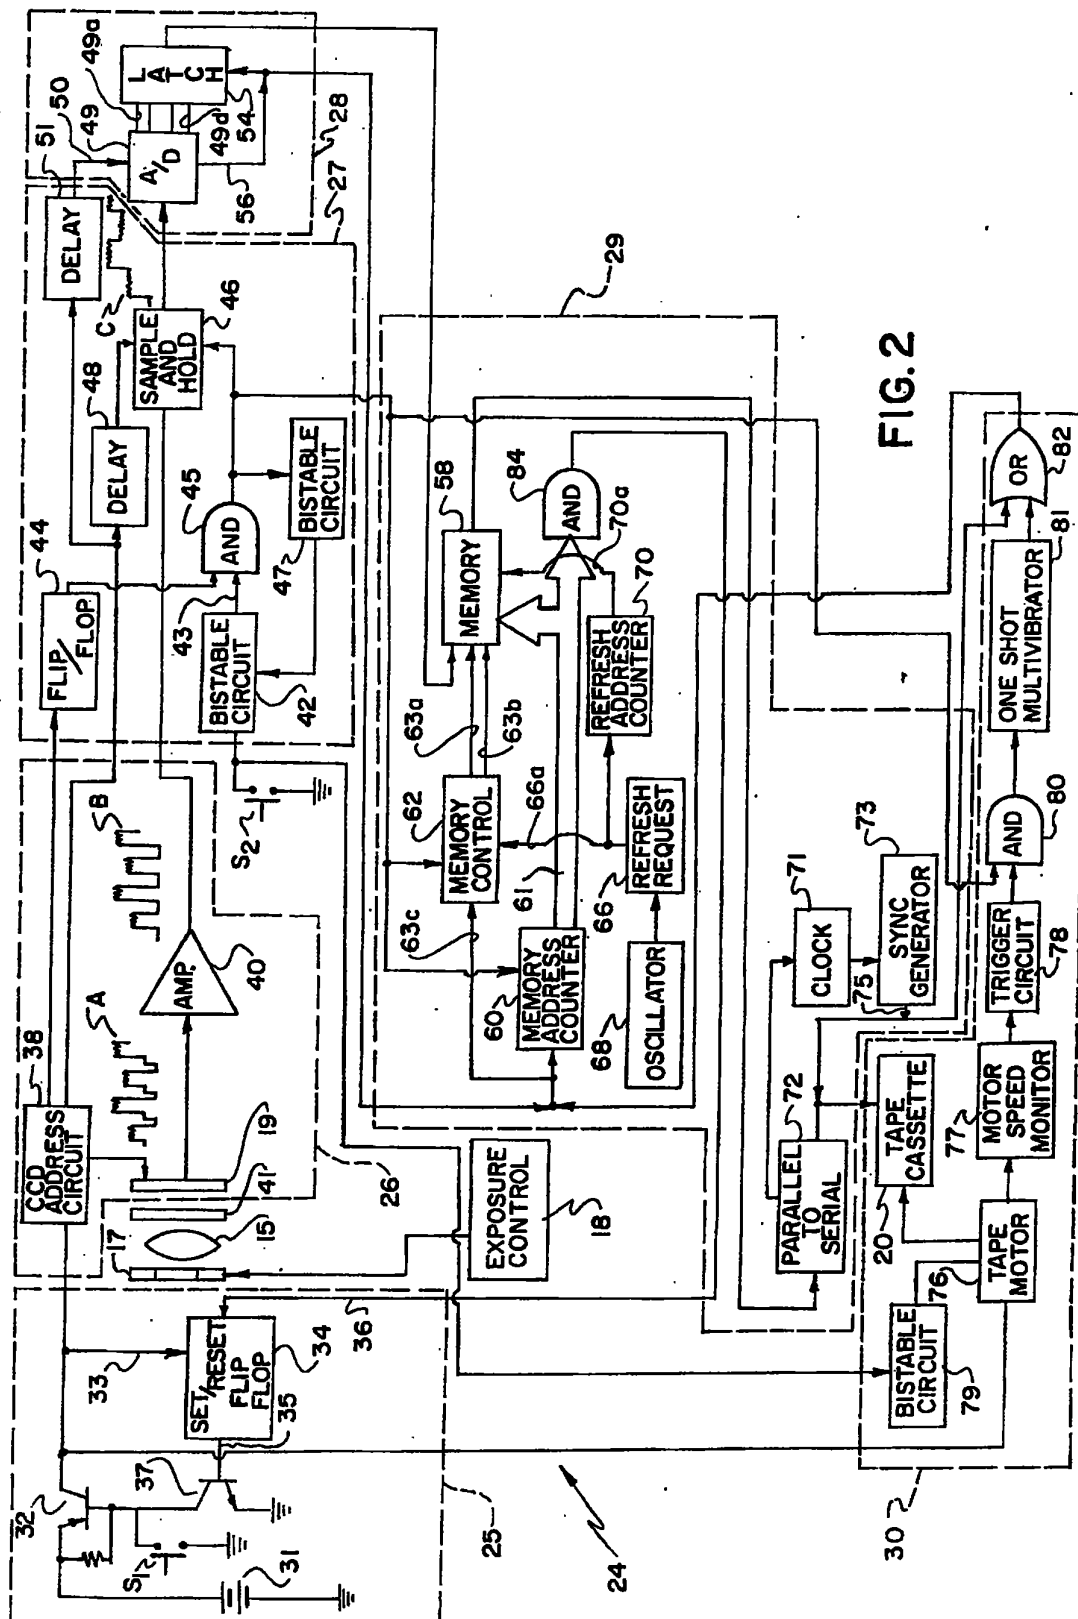 32
31
S1
37
33
35
SET/RESET
FLIP
FLOP
34
36
25
24
CCD
ADDRESS
CIRCUIT
38
17
15
41
19
26
A
B
AMP.
40
EXPOSURE
CONTROL
18
FLIP/
FLOP
44
BISTABLE
CIRCUIT
42
43
S2
AND
45
BISTABLE
CIRCUIT
47
DELAY
48
SAMPLE
AND
HOLD
46
C
DELAY
51
50
49
A/D
49a
49d
LATCH
54
56
28
27
29
MEMORY
58
MEMORY
CONTROL
62
63a
63b
63c
MEMORY
ADDRESS
COUNTER
60
61
66a
REFRESH
REQUEST
66
OSCILLATOR
68
REFRESH
ADDRESS
COUNTER
70
70a
AND
84
CLOCK
71
PARALLEL
TO
SERIAL
72
SYNC
GENERATOR
73
75
TAPE
CASSETTE
20
TAPE
MOTOR
76
MOTOR
SPEED
MONITOR
77
TRIGGER
CIRCUIT
78
BISTABLE
CIRCUIT
79
AND
80
ONE SHOT
MULTIVIBRATOR
81
OR
82
30
FIG. 2